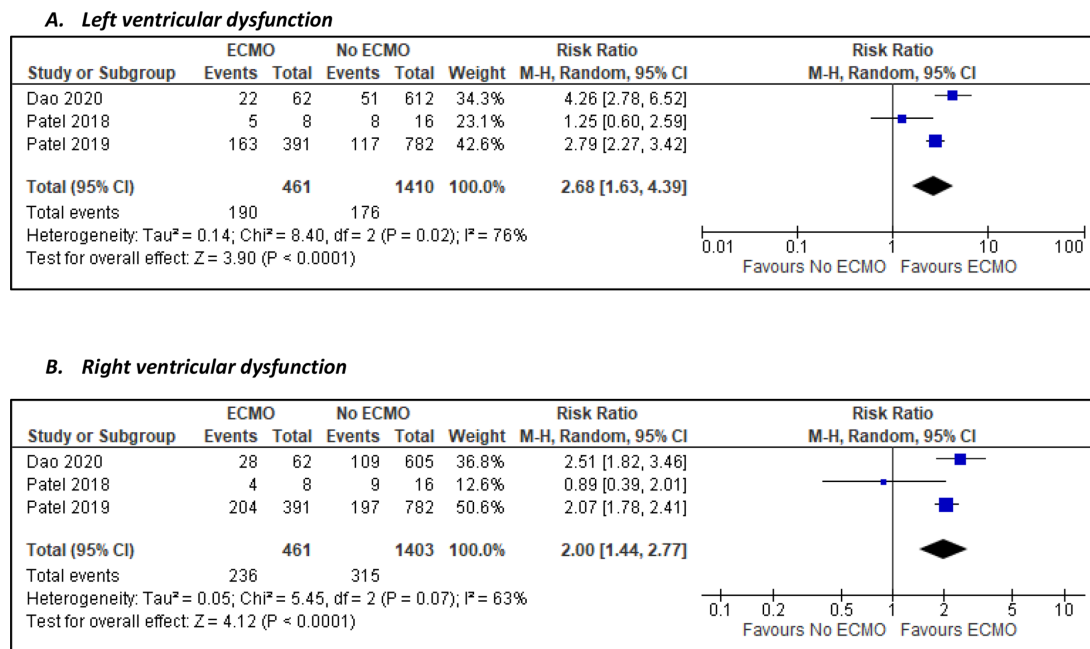 A. Left ventricular dysfunction
ECMO No ECMO Risk Ratio Risk Ratio
Study or Subgroup Events Total Events Total Weight M-H, Random, 95% CI M-H, Random, 95% CI
Dao 2020 22 62 51 612 34.3% 4.26 [2.78, 6.52]
Patel 2018 5 8 8 16 23.1% 1.25 [0.60, 2.59]
Patel 2019 163 391 117 782 42.6% 2.79 [2.27, 3.42]
Total (95% CI) 461 1410 100.0% 2.68 [1.63, 4.39]
Total events 190 176
Heterogeneity: Tau² = 0.14; Chi² = 8.40, df = 2 (P = 0.02); I² = 76%
Test for overall effect: Z = 3.90 (P < 0.0001)
0.01 0.1 1 10 100
Favours No ECMO Favours ECMO
B. Right ventricular dysfunction
ECMO No ECMO Risk Ratio Risk Ratio
Study or Subgroup Events Total Events Total Weight M-H, Random, 95% CI M-H, Random, 95% CI
Dao 2020 28 62 109 605 36.8% 2.51 [1.82, 3.46]
Patel 2018 4 8 9 16 12.6% 0.89 [0.39, 2.01]
Patel 2019 204 391 197 782 50.6% 2.07 [1.78, 2.41]
Total (95% CI) 461 1403 100.0% 2.00 [1.44, 2.77]
Total events 236 315
Heterogeneity: Tau² = 0.05; Chi² = 5.45, df = 2 (P = 0.07); I² = 63%
Test for overall effect: Z = 4.12 (P < 0.0001)
0.1 0.2 0.5 1 2 5 10
Favours No ECMO Favours ECMO